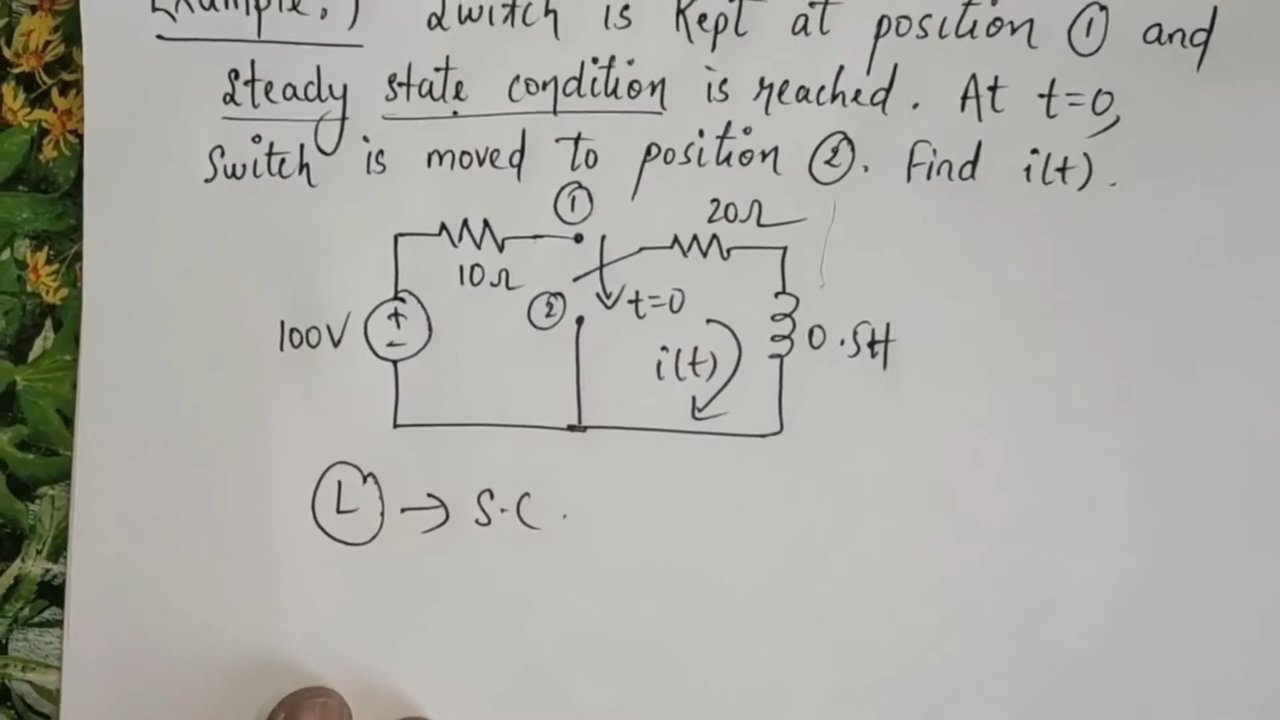 Example:) Switch is kept at position ① and
steady state condition is reached. At t=0,
Switch is moved to position ②. Find i(t).
①
20Ω
10Ω
② t=0
100V + -
i(t)
0.5H
L → S.C.